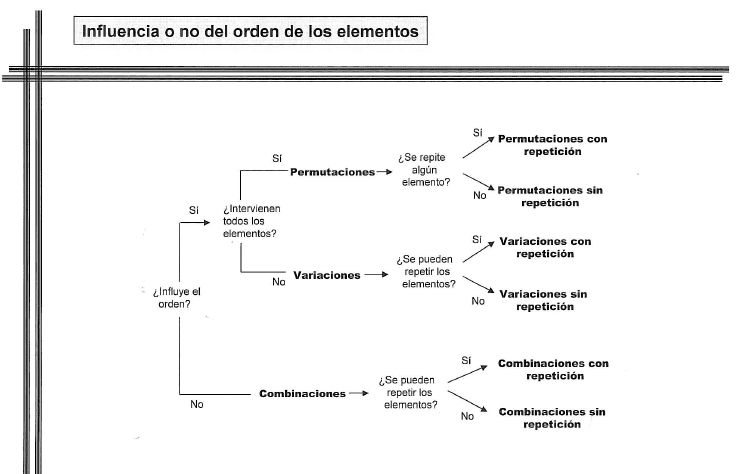 Influencia o no del orden de los elementos
Sí
Permutaciones
¿Se repite
algún
elemento?
Sí
Permutaciones con
repetición
No
Permutaciones sin
repetición
Sí
¿Intervienen
todos los
elementos?
No
Variaciones
¿Se pueden
repetir los
elementos?
Sí
Variaciones con
repetición
No
Variaciones sin
repetición
¿Influye el
orden?
No
Combinaciones
¿Se pueden
repetir los
elementos?
Sí
Combinaciones con
repetición
No
Combinaciones sin
repetición